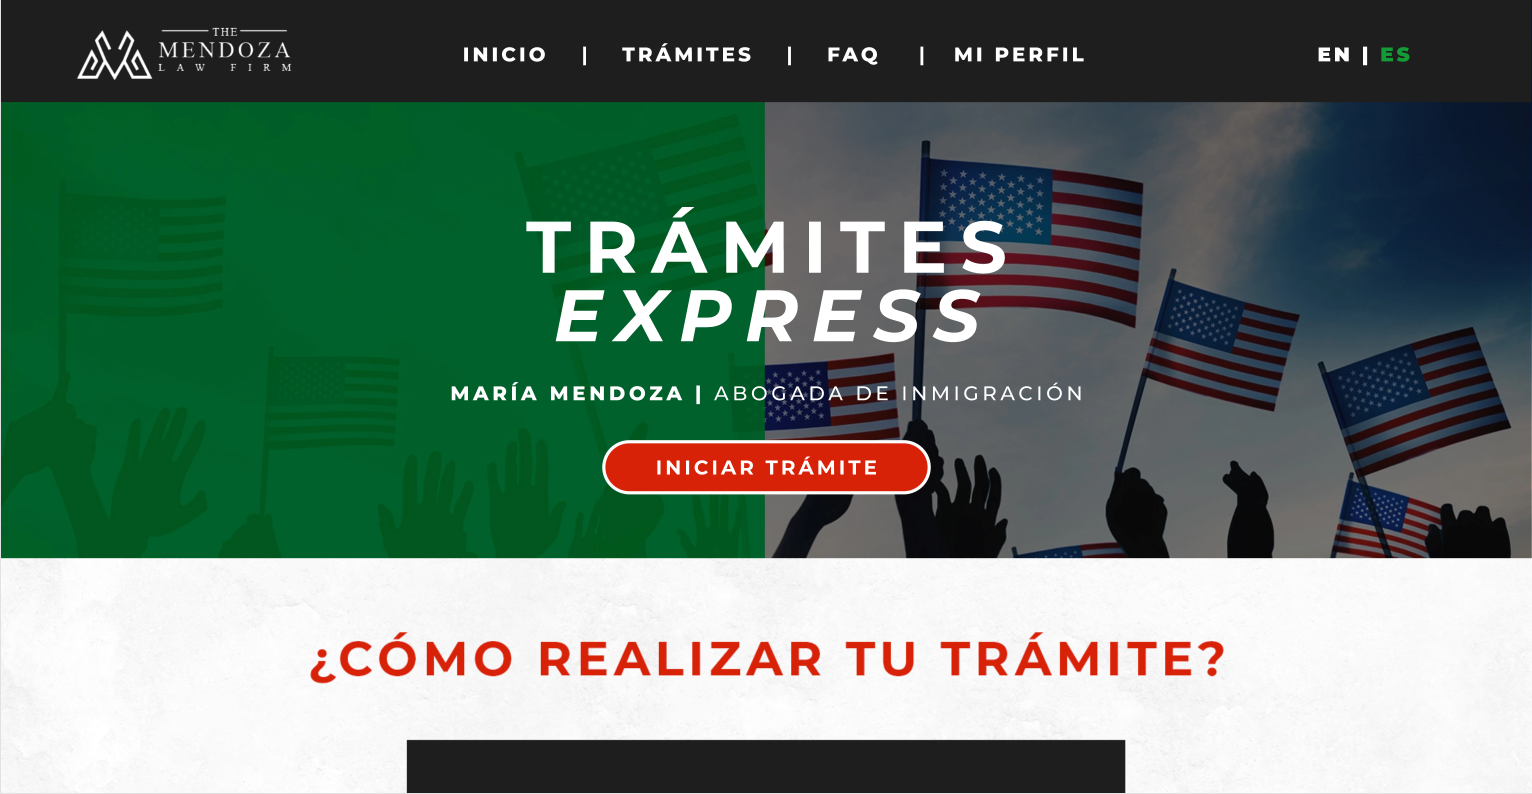 THE
MENDOZA
LAW FIRM
INICIO | TRÁMITES | FAQ | MI PERFIL
EN | ES
TRÁMITES
EXPRESS
MARÍA MENDOZA | ABOGADA DE INMIGRACIÓN
INICIAR TRÁMITE
¿CÓMO REALIZAR TU TRÁMITE?